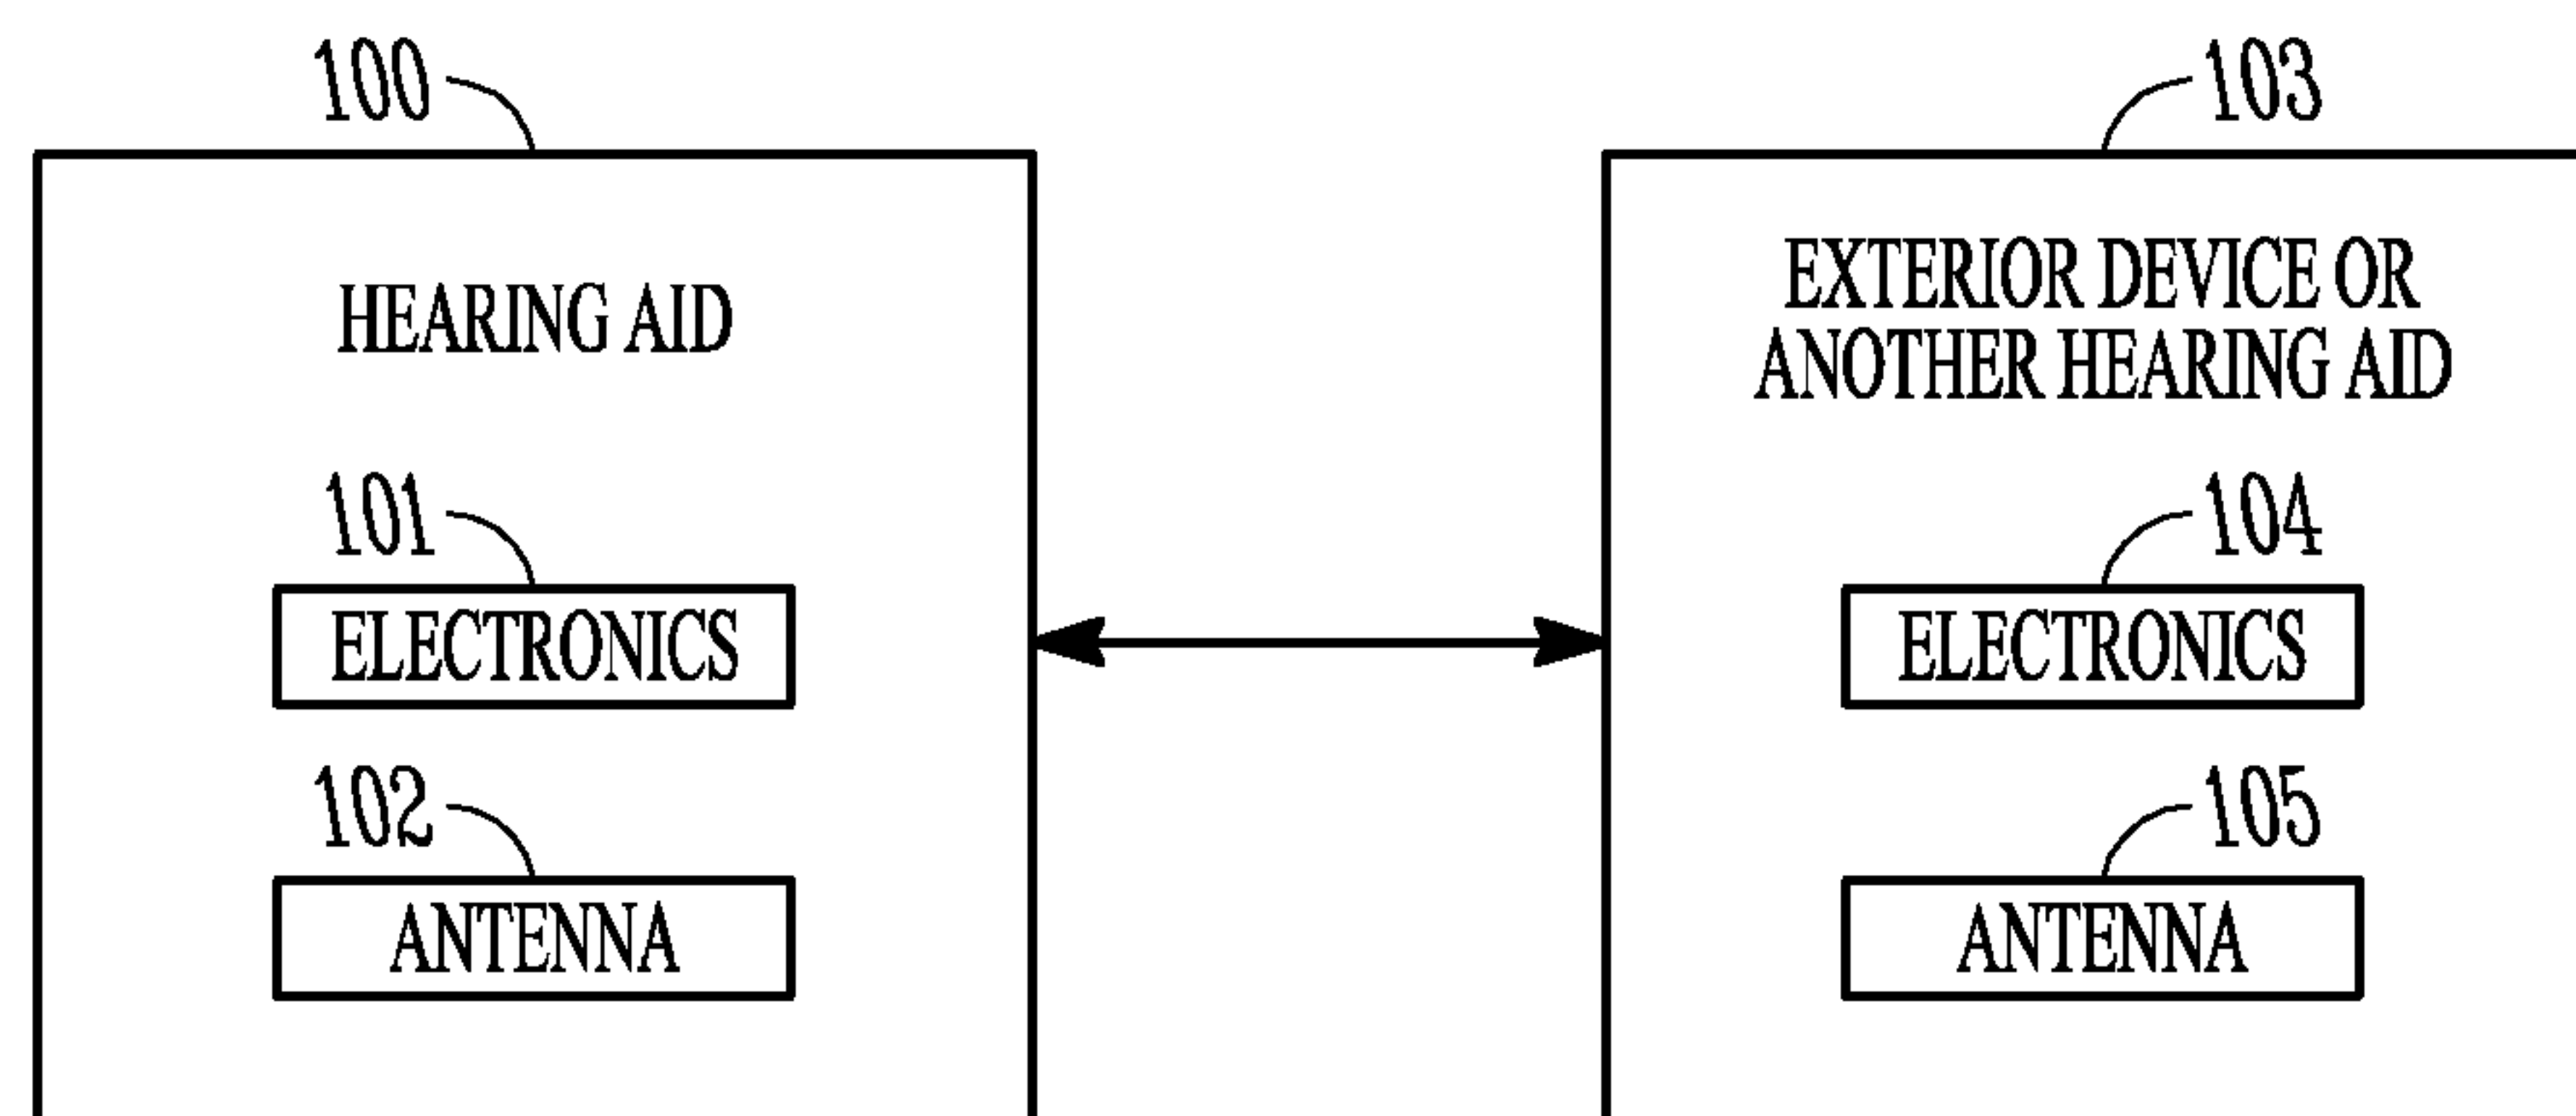 100
HEARING AID
101
ELECTRONICS
102
ANTENNA
103
EXTERIOR DEVICE OR
ANOTHER HEARING AID
104
ELECTRONICS
105
ANTENNA